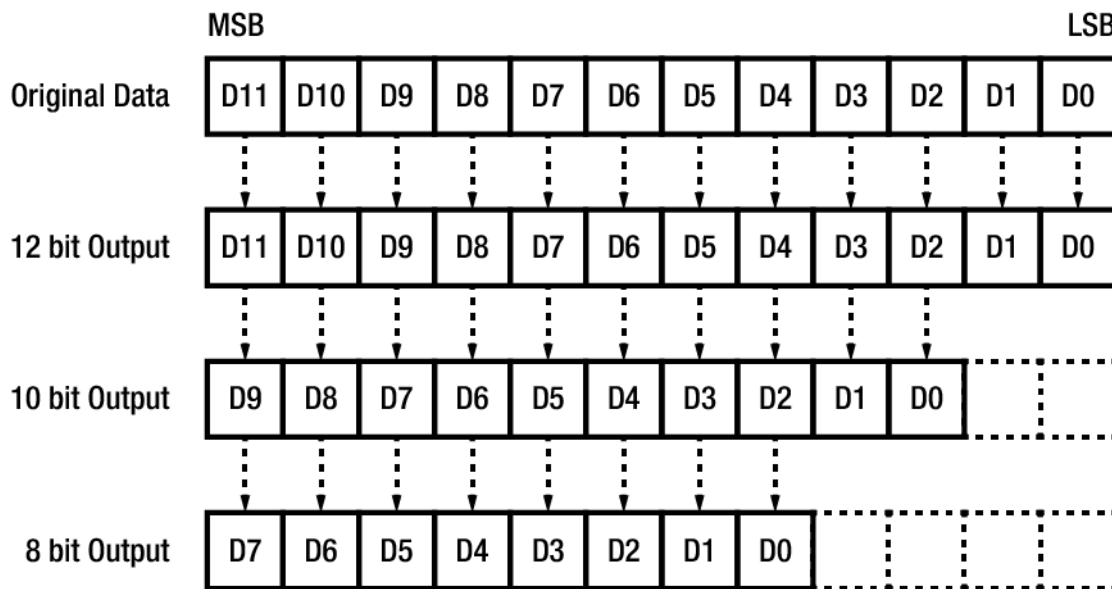 MSB LSB
Original Data D11 D10 D9 D8 D7 D6 D5 D4 D3 D2 D1 D0
12 bit Output D11 D10 D9 D8 D7 D6 D5 D4 D3 D2 D1 D0
10 bit Output D9 D8 D7 D6 D5 D4 D3 D2 D1 D0
8 bit Output D7 D6 D5 D4 D3 D2 D1 D0